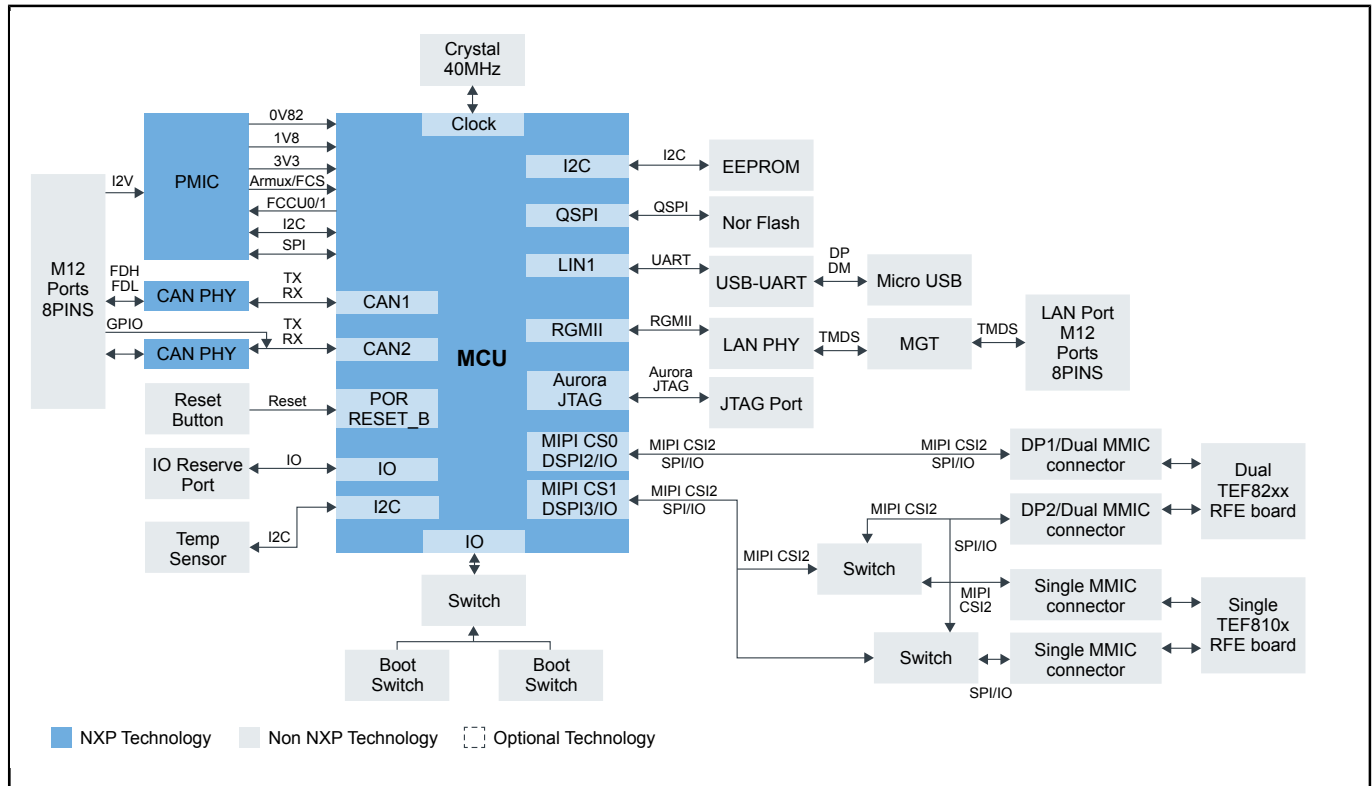 Crystal
40MHz
Clock
0V82
1V8
3V3
Armux/FCS
FCCU0/1
I2C
SPI
PMIC
I2V
M12
Ports
8PINS
FDH
FDL
CAN PHY
TX
RX
CAN1
GPIO
CAN PHY
TX
RX
CAN2
MCU
Reset
Button
Reset
POR
RESET_B
IO Reserve
Port
IO
IO
Temp
Sensor
I2C
I2C
IO
Switch
Boot
Switch
Boot
Switch
I2C
I2C
EEPROM
QSPI
QSPI
Nor Flash
LIN1
UART
USB-UART
DP
DM
Micro USB
RGMII
RGMII
LAN PHY
TMDS
MGT
TMDS
LAN Port
M12
Ports
8PINS
Aurora
JTAG
Aurora
JTAG
JTAG Port
MIPI CS0
DSPI2/IO
MIPI CSI2
SPI/IO
MIPI CSI2
SPI/IO
DP1/Dual MMIC
connector
Dual
TEF82xx
RFE board
MIPI CS1
DSPI3/IO
MIPI CSI2
SPI/IO
MIPI CSI2
DP2/Dual MMIC
connector
SPI/IO
MIPI CSI2
Switch
MIPI
CSI2
Single MMIC
connector
Single
TEF810x
RFE board
Switch
SPI/IO
Single MMIC
connector
NXP Technology
Non NXP Technology
Optional Technology